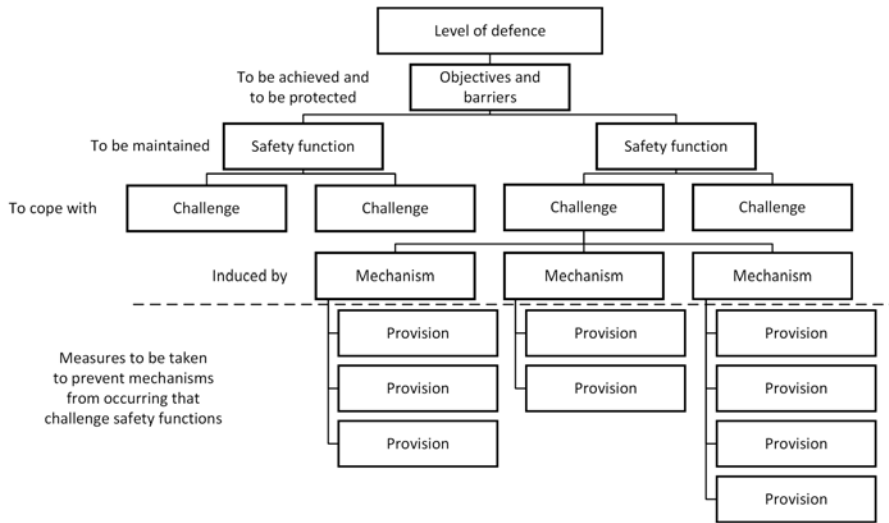 Level of defence
To be achieved and
to be protected
Objectives and
barriers
To be maintained
Safety function
Safety function
To cope with
Challenge
Challenge
Challenge
Challenge
Induced by
Mechanism
Mechanism
Mechanism
Provision
Provision
Provision
Measures to be taken
to prevent mechanisms
from occurring that
challenge safety functions
Provision
Provision
Provision
Provision
Provision
Provision